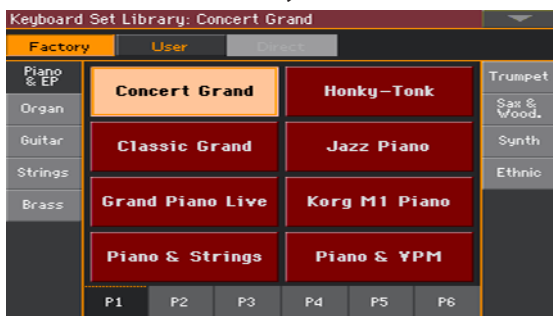 Keyboard Set Library: Concert Grand
Factory User Direct
Piano
& EP
Organ
Guitar
Strings
Brass
Concert Grand Honky-Tonk
Classic Grand Jazz Piano
Grand Piano Live Korg M1 Piano
Piano & Strings Piano & YPM
Trumpet
Sax &
Wood.
Synth
Ethnic
P1 P2 P3 P4 P5 P6